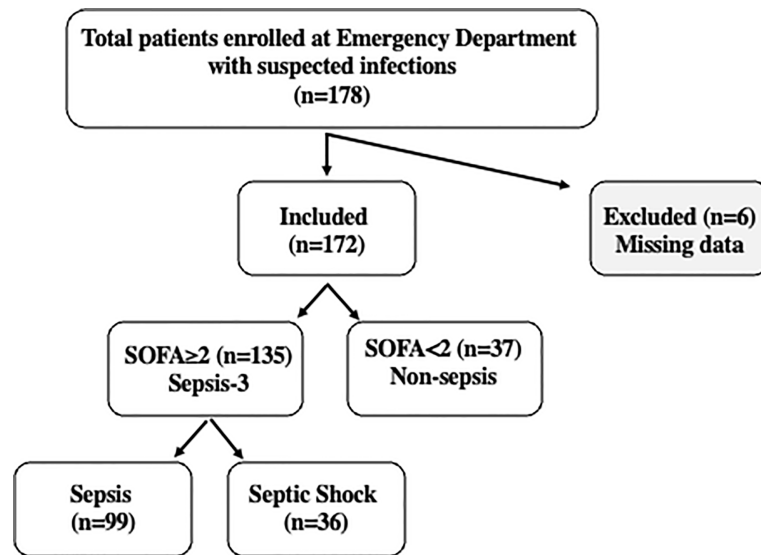 Total patients enrolled at Emergency Department
with suspected infections
(n=178)
Included
(n=172)
Excluded (n=6)
Missing data
SOFA≥2 (n=135)
Sepsis-3
SOFA<2 (n=37)
Non-sepsis
Sepsis
(n=99)
Septic Shock
(n=36)